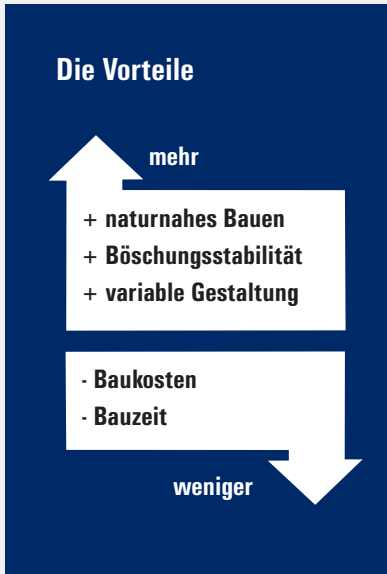 Die Vorteile
mehr
+ naturnahes Bauen
+ Böschungsstabilität
+ variable Gestaltung
- Baukosten
- Bauzeit
weniger